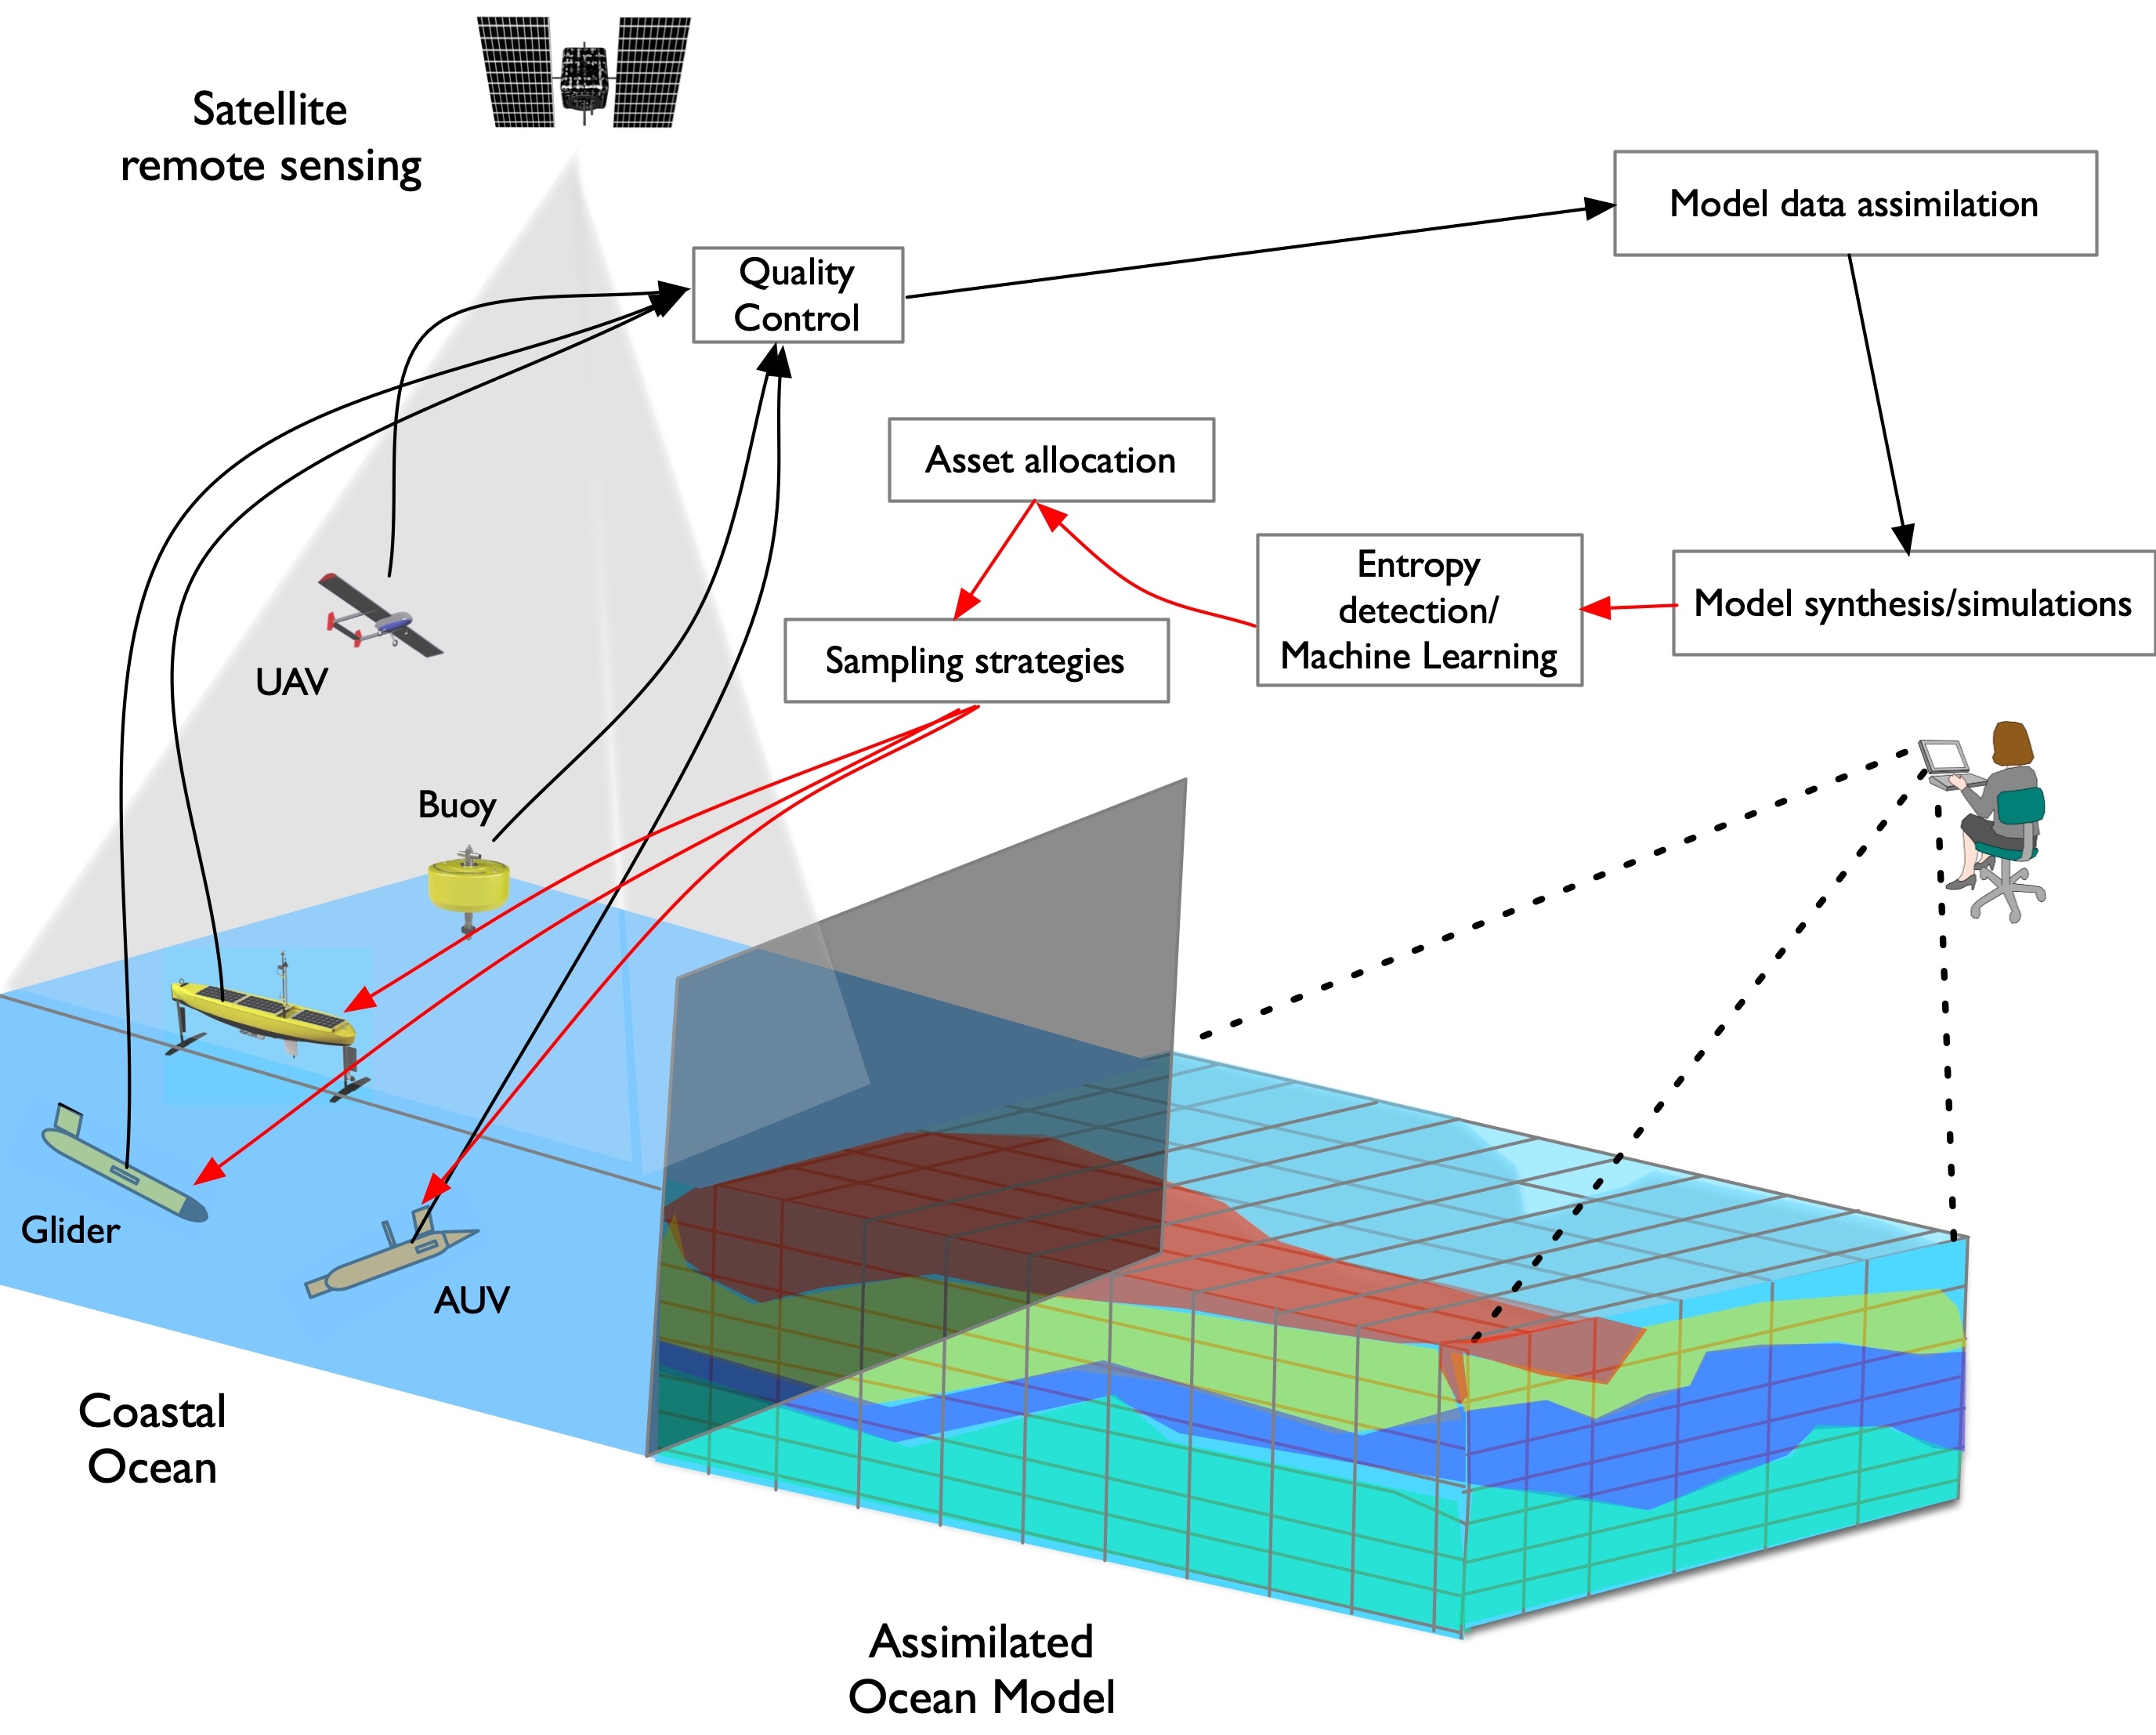 Satellite
remote sensing
Model data assimilation
Quality
Control
Asset allocation
Entropy
detection/
Machine Learning
Model synthesis/simulations
Sampling strategies
UAV
Buoy
Glider
AUV
Coastal
Ocean
Assimilated
Ocean Model